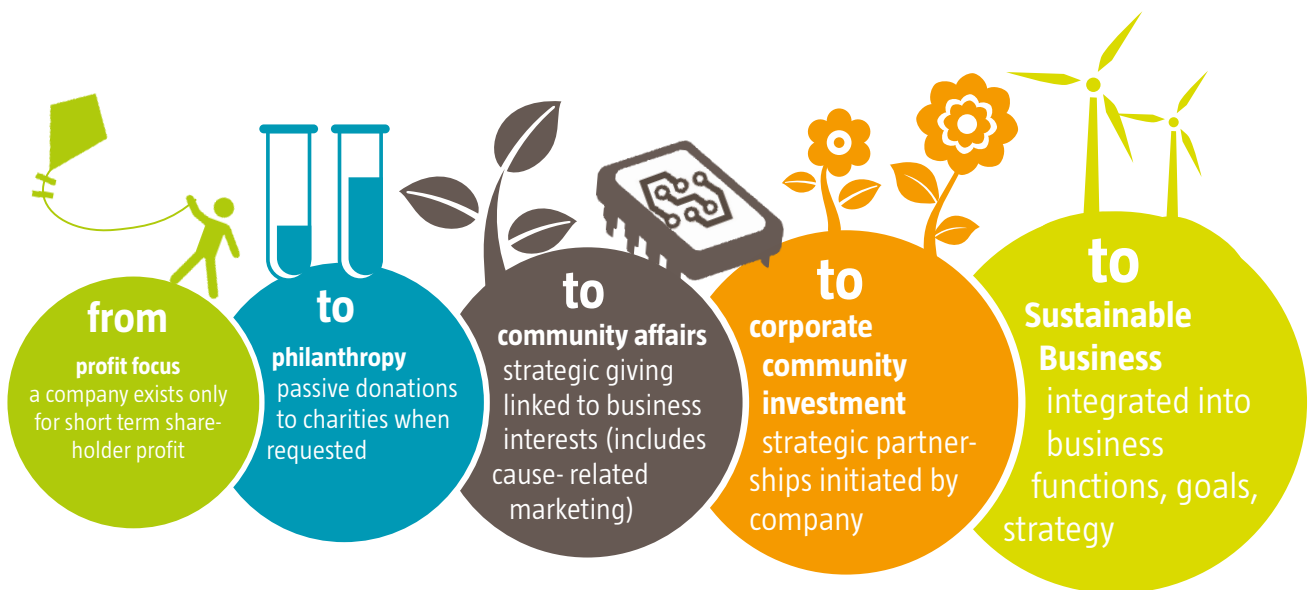 from
profit focus
a company exists only
for short term share-
holder profit
to
philanthropy
passive donations
to charities when
requested
to
community affairs
strategic giving
linked to business
interests (includes
cause- related
marketing)
to
corporate
community
investment
strategic partner-
ships initiated by
company
to
Sustainable
Business
integrated into
business
functions, goals,
strategy